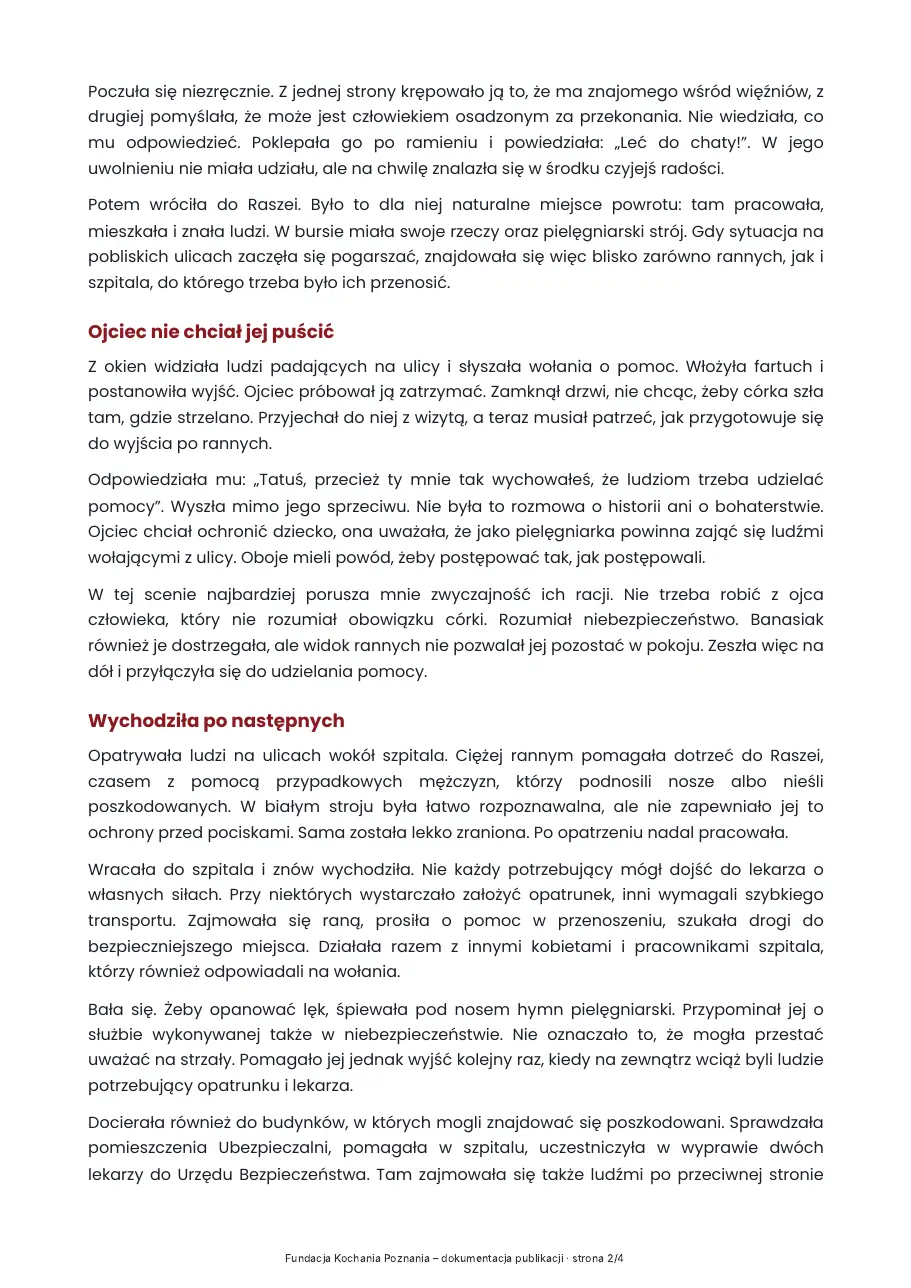 Poczuła się niezręcznie. Z jednej strony krępowało ją to, że ma znajomego wśród więźniów, z
drugiej pomyślała, że może jest człowiekiem osadzonym za przekonania. Nie wiedziała, co
mu odpowiedzieć. Poklepała go po ramieniu i powiedziała: „Leć do chaty!”. W jego
uwolnieniu nie miała udziału, ale na chwilę znalazła się w środku czyjejś radości.
Potem wróciła do Raszei. Było to dla niej naturalne miejsce powrotu: tam pracowała,
mieszkała i znała ludzi. W bursie miała swoje rzeczy oraz pielęgniarski strój. Gdy sytuacja na
pobliskich ulicach zaczęła się pogarszać, znajdowała się więc blisko zarówno rannych, jak i
szpitala, do którego trzeba było ich przenosić.
Ojciec nie chciał jej puścić
Z okien widziała ludzi padających na ulicy i słyszała wołania o pomoc. Włożyła fartuch i
postanowiła wyjść. Ojciec próbował ją zatrzymać. Zamknął drzwi, nie chcąc, żeby córka szła
tam, gdzie strzelano. Przyjechał do niej z wizytą, a teraz musiał patrzeć, jak przygotowuje się
do wyjścia po rannych.
Odpowiedziała mu: „Tatuś, przecież ty mnie tak wychowałeś, że ludziom trzeba udzielać
pomocy”. Wyszła mimo jego sprzeciwu. Nie była to rozmowa o historii ani o bohaterstwie.
Ojciec chciał ochronić dziecko, ona uważała, że jako pielęgniarka powinna zająć się ludźmi
wołającymi z ulicy. Oboje mieli powód, żeby postępować tak, jak postępowali.
W tej scenie najbardziej porusza mnie zwyczajność ich racji. Nie trzeba robić z ojca
człowieka, który nie rozumiał obowiązku córki. Rozumiał niebezpieczeństwo. Banasiak
również je dostrzegała, ale widok rannych nie pozwalał jej pozostać w pokoju. Zeszła więc na
dół i przyłączyła się do udzielania pomocy.
Wychodziła po następnych
Opatrywała ludzi na ulicach wokół szpitala. Ciężej rannym pomagała dotrzeć do Raszei,
czasem z pomocą przypadkowych mężczyzn, którzy podnosili nosze albo nieśli
poszkodowanych. W białym stroju była łatwo rozpoznawalna, ale nie zapewniało jej to
ochrony przed pociskami. Sama została lekko zraniona. Po opatrzeniu nadal pracowała.
Wracała do szpitala i znów wychodziła. Nie każdy potrzebujący mógł dojść do lekarza o
własnych siłach. Przy niektórych wystarczało założyć opatrunek, inni wymagali szybkiego
transportu. Zajmowała się raną, prosiła o pomoc w przenoszeniu, szukała drogi do
bezpieczniejszego miejsca. Działała razem z innymi kobietami i pracownikami szpitala,
którzy również odpowiadali na wołania.
Bała się. Żeby opanować lęk, śpiewała pod nosem hymn pielęgniarski. Przypominał jej o
służbie wykonywanej także w niebezpieczeństwie. Nie oznaczało to, że mogła przestać
uważać na strzały. Pomagało jej jednak wyjść kolejny raz, kiedy na zewnątrz wciąż byli ludzie
potrzebujący opatrunku i lekarza.
Docierała również do budynków, w których mogli znajdować się poszkodowani. Sprawdzała
pomieszczenia Ubezpieczalni, pomagała w szpitalu, uczestniczyła w wyprawie dwóch
lekarzy do Urzędu Bezpieczeństwa. Tam zajmowała się także ludźmi po przeciwnej stronie
Fundacja Kochania Poznania – dokumentacja publikacji · strona 2/4